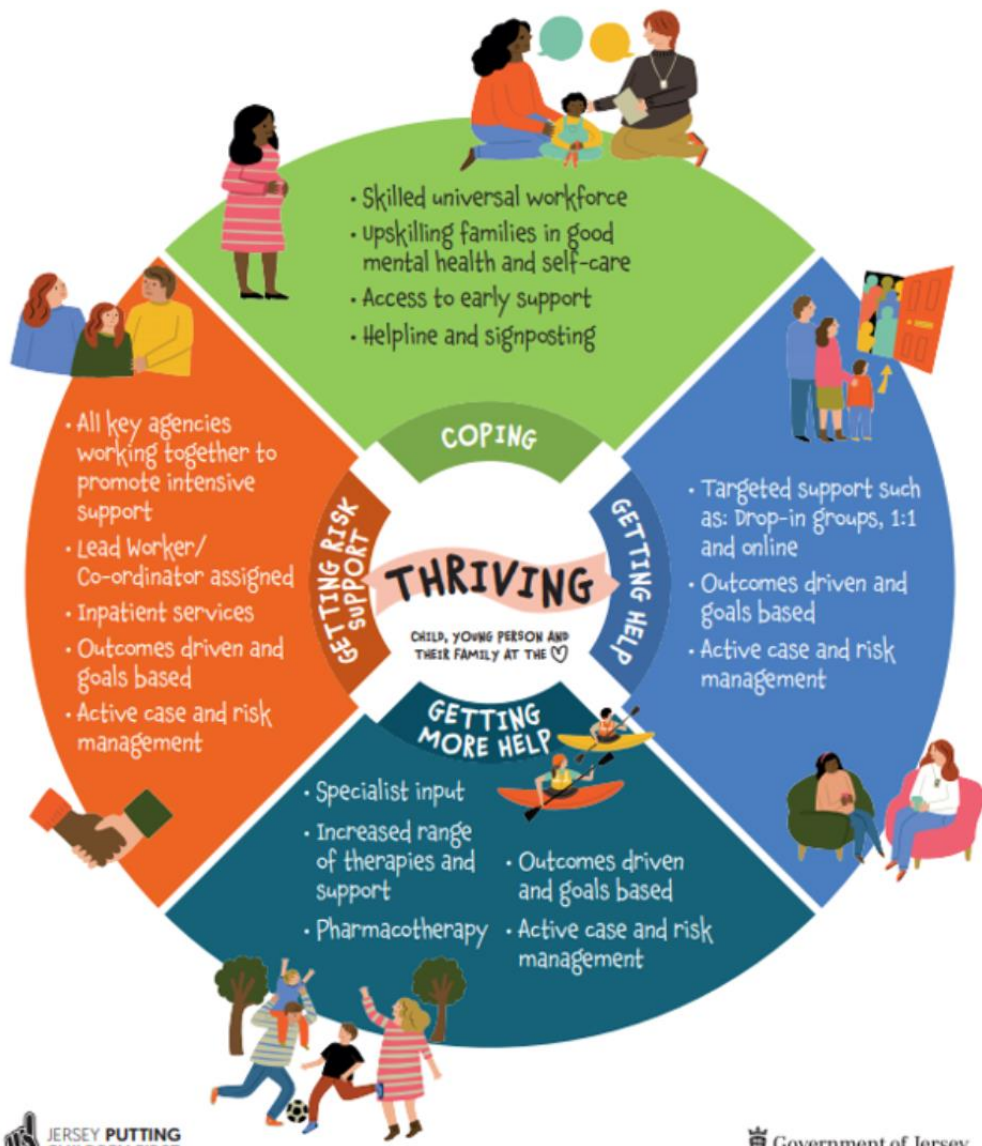 • Skilled universal workforce
• Upskilling families in good
mental health and self-care
• Access to early support
• Helpline and signposting
COPING
• Targeted support such
as: Drop-in groups, 1:1
and online
• Outcomes driven and
goals based
• Active case and risk
management
GETTING HELP
• Specialist input
• Increased range
of therapies and
support
• Pharmacotherapy
• Outcomes driven
and goals based
• Active case and risk
management
GETTING
MORE HELP
• All key agencies
working together to
promote intensive
support
• Lead Worker/
Co-ordinator assigned
• Inpatient services
• Outcomes driven and
goals based
• Active case and risk
management
GETTING RISK
SUPPORT
THRIVING
CHILD, YOUNG PERSON AND
THEIR FAMILY AT THE
JERSEY PUTTING
Government of Jersey